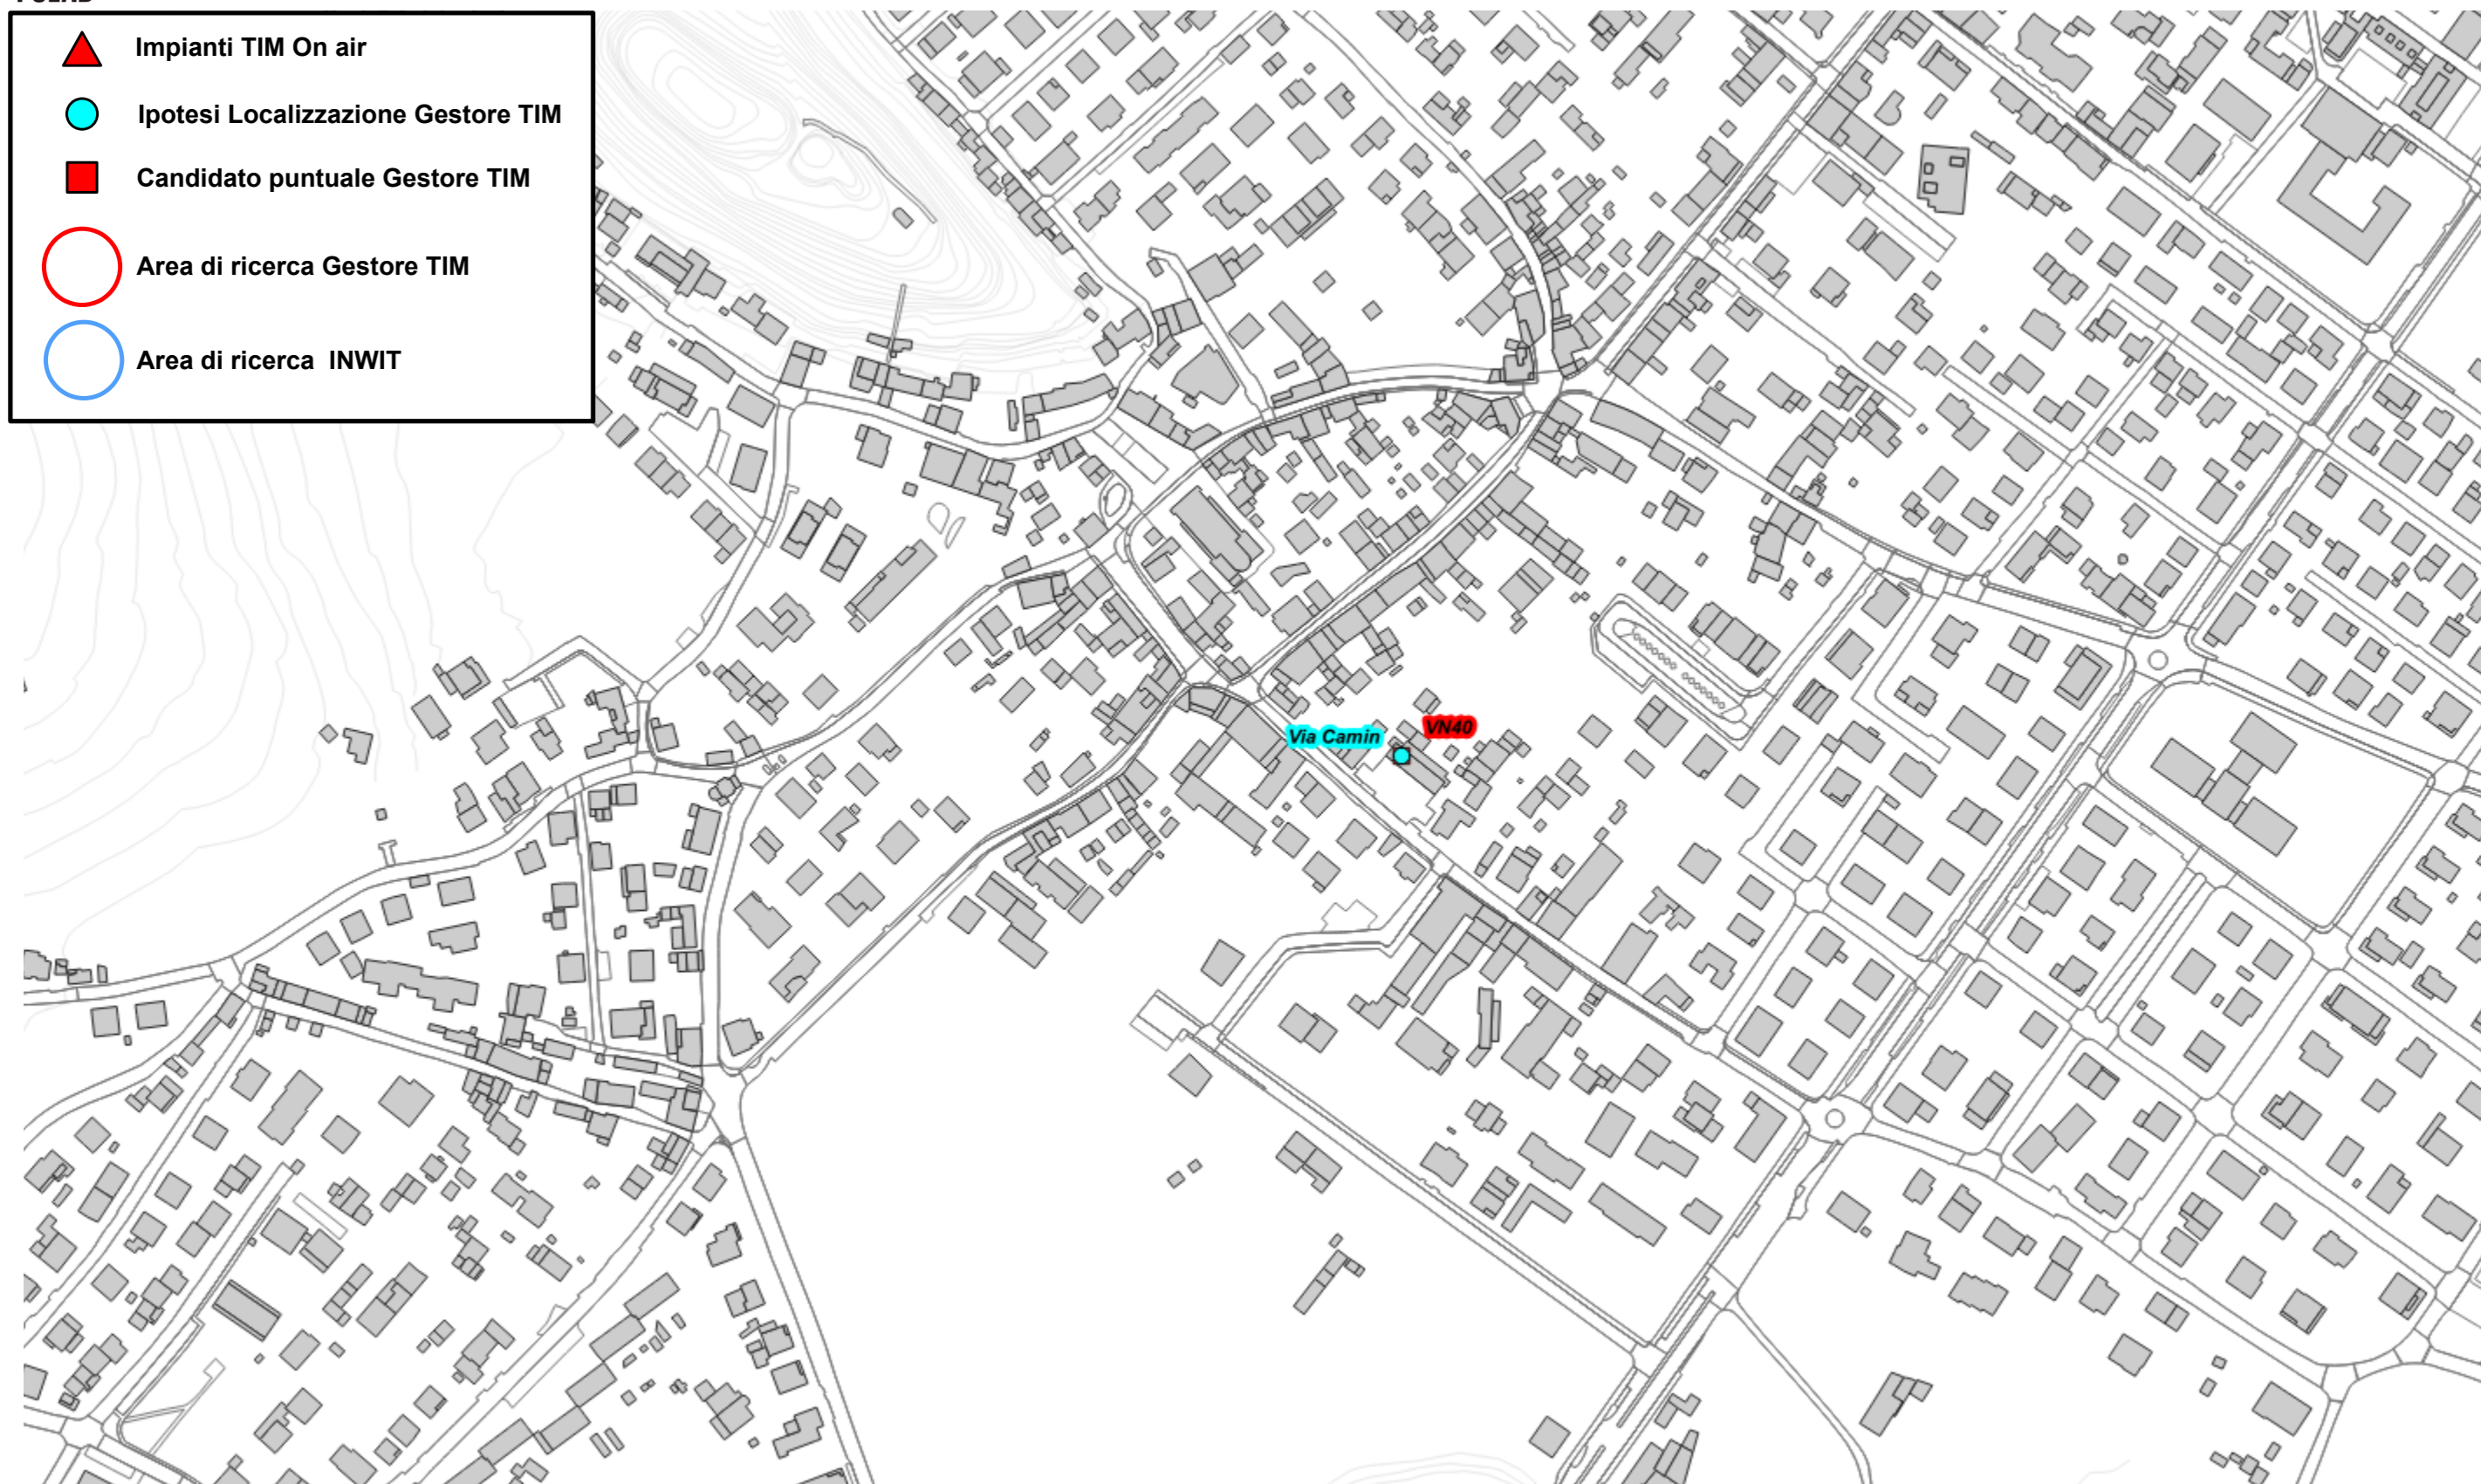 Impianti TIM On air
Ipotesi Localizzazione Gestore TIM
Candidato puntuale Gestore TIM
Area di ricerca Gestore TIM
Area di ricerca INWIT
VN40
Via Camin